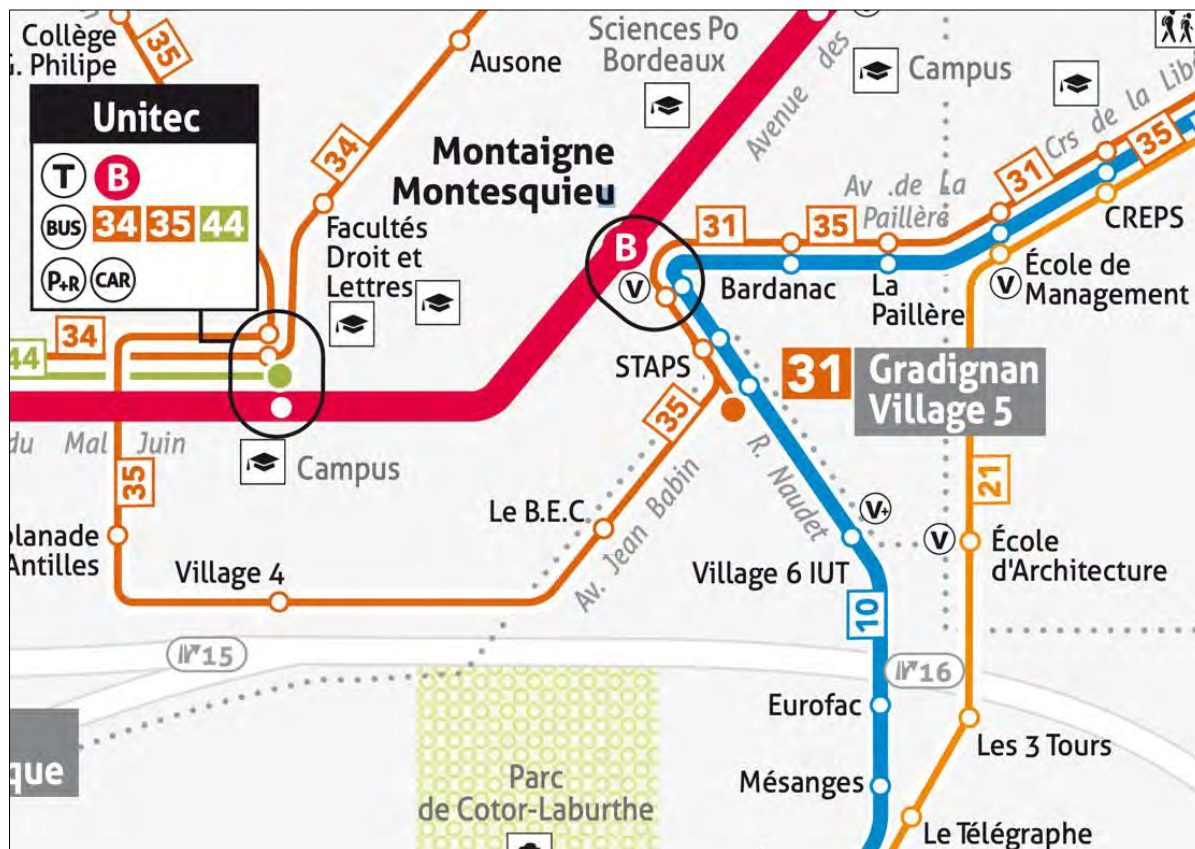 Collège
G. Philipe
35
Ausone
Sciences Po
Bordeaux
Avenue des
Campus
Crs de la Libé
35
31
Unitec
T B
BUS 34 35 44
P+R CAR
34
Facultés
Droit et
Lettres
Montaigne
Montesquieu
B
V
31
35
Av .de La
Paillère
CREPS
Bardanac
La
Paillère
V
École de
Management
34
44
STAPS
31
Gradignan
Village 5
du Mal Juin
Campus
35
35
R. Naudet
21
Le B.E.C.
Av. Jean Babin
V+
V
École
d'Architecture
planade
Antilles
Village 4
Village 6 IUT
10
15
16
Eurofac
Les 3 Tours
que
Parc
de Cotor-Laburthe
Mésanges
Le Télégraphe